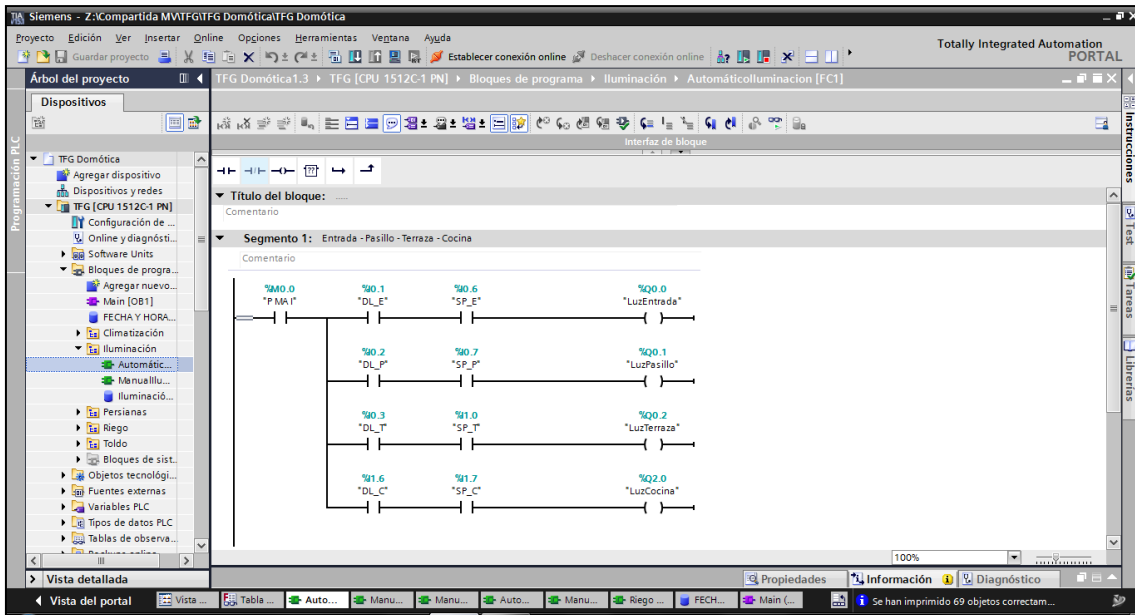 Siemens - Z:\Compartida MV\TFG\TFG Domótica\TFG Domótica
Proyecto Edición Ver Insertar Online Opciones Herramientas Ventana Ayuda
Totally Integrated Automation
PORTAL
Guardar proyecto
Establecer conexión online
Deshacer conexión online
Árbol del proyecto
TFG Domótica1.3 TFG [CPU 1512C-1 PN] Bloques de programa Iluminación AutomáticoIluminacion [FC1]
Dispositivos
Programación PLC
TFG Domótica
Agregar dispositivo
Dispositivos y redes
TFG [CPU 1512C-1 PN]
Configuración de ...
Online y diagnósti...
Software Units
Bloques de progra...
Agregar nuevo...
Main [OB1]
FECHA Y HORA...
Climatización
Iluminación
Automátic...
ManualIlu...
Iluminació...
Persianas
Riego
Toldo
Bloques de sist...
Objetos tecnológi...
Fuentes externas
Variables PLC
Tipos de datos PLC
Tablas de observa...
Backups online
Vista detallada
Interfaz de bloque
??
Título del bloque: .....
Comentario
Segmento 1: Entrada - Pasillo - Terraza - Cocina
Comentario
%M0.0 %I0.1 %I0.6 %Q0.0
"P MA I" "DL_E" "SP_E" "LuzEntrada"
%I0.2 %I0.7 %Q0.1
"DL_P" "SP_P" "LuzPasillo"
%I0.3 %I1.0 %Q0.2
"DL_T" "SP_T" "LuzTerraza"
%I1.6 %I1.7 %Q2.0
"DL_C" "SP_C" "LuzCocina"
100%
Instrucciones
Test
Tareas
Librerías
Propiedades
Información
Diagnóstico
Vista del portal
Vista ...
Tabla ...
Auto...
Manu...
Manu...
Auto...
Manu...
Riego ...
FECH...
Main (...
Se han imprimido 69 objetos correctam...